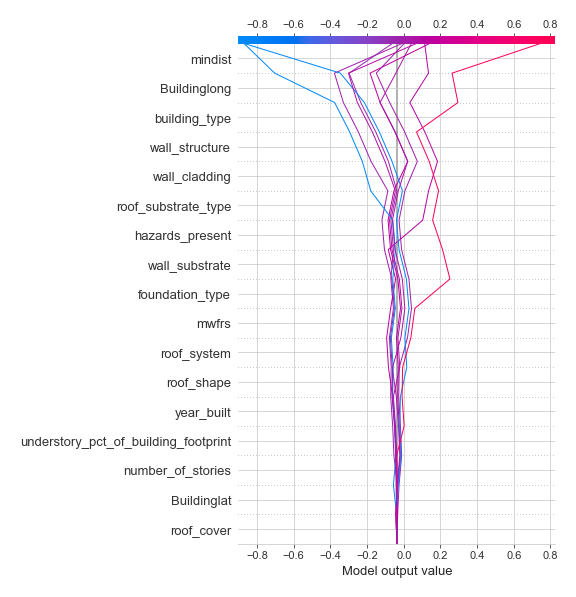 −0.8 −0.6 −0.4 −0.2 0.0 0.2 0.4 0.6 0.8
mindist
Buildinglong
building_type
wall_structure
wall_cladding
roof_substrate_type
hazards_present
wall_substrate
foundation_type
mwfrs
roof_system
roof_shape
year_built
understory_pct_of_building_footprint
number_of_stories
Buildinglat
roof_cover
−0.8 −0.6 −0.4 −0.2 0.0 0.2 0.4 0.6 0.8
Model output value